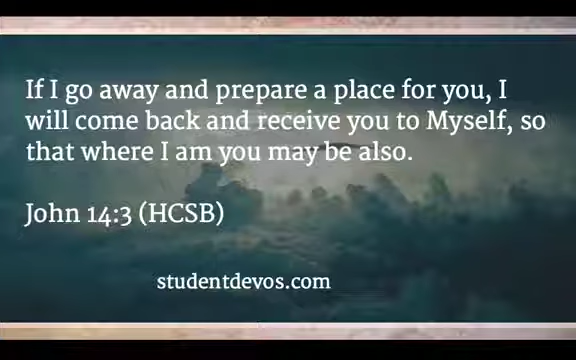 If I go away and prepare a place for you, I
will come back and receive you to Myself, so
that where I am you may be also.
John 14:3 (HCSB)
studentdevos.com